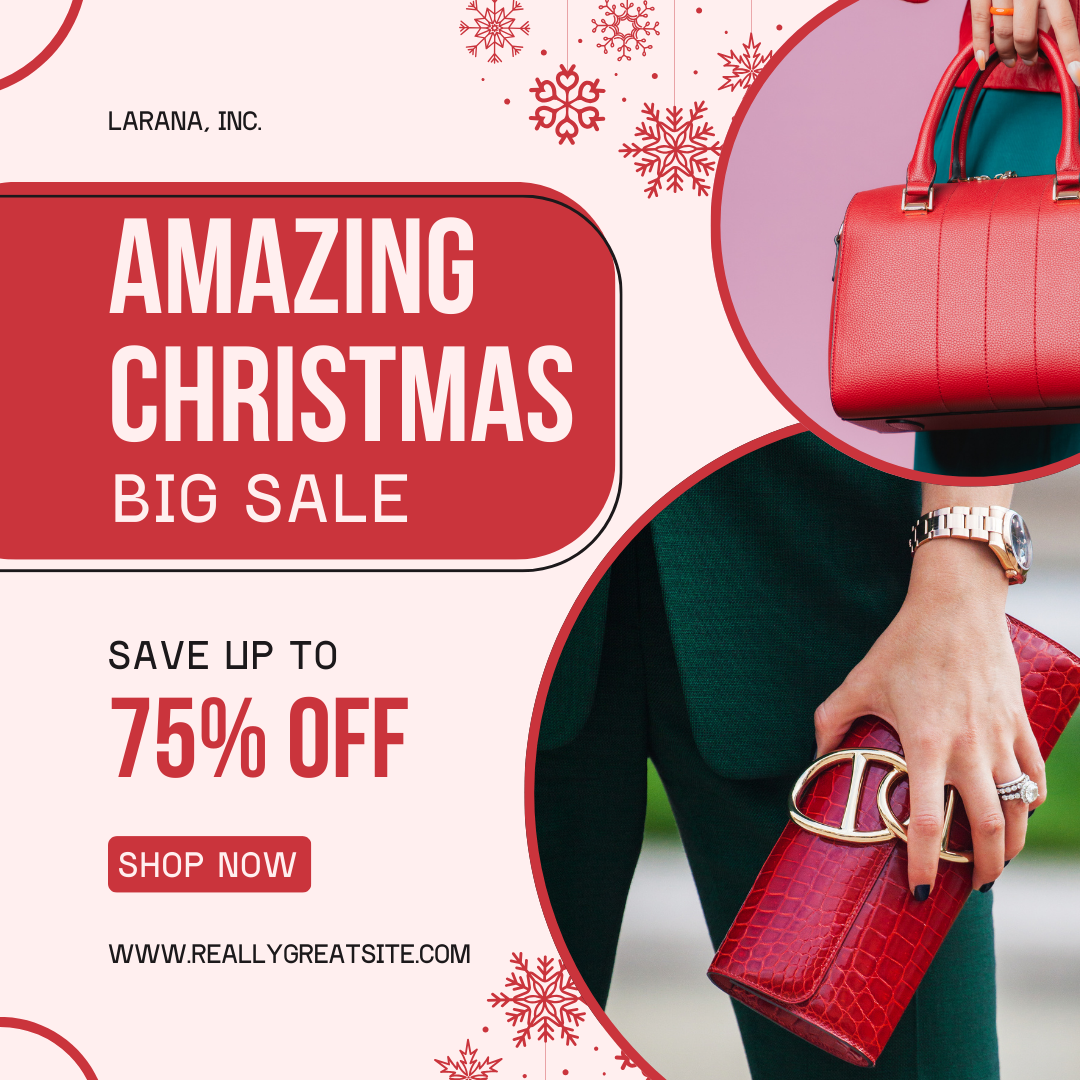 LARANA, INC.
AMAZING
CHRISTMAS
BIG SALE
SAVE UP TO
75% OFF
SHOP NOW
WWW.REALLYGREATSITE.COM